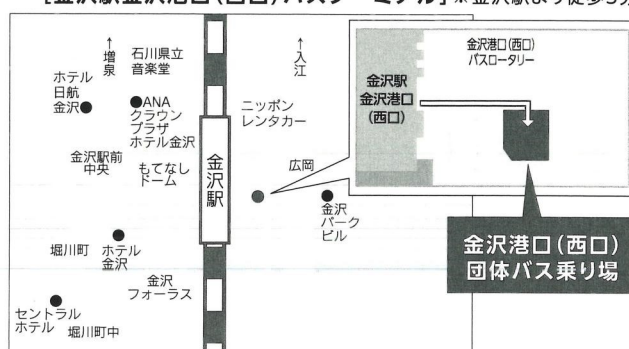 [金沢駅金沢港口(西口)バスターミナル] ※金沢駅より徒歩3分
↑増泉
石川県立
音楽堂
↑入江
ホテル
日航
金沢
ANA
クラウン
プラザ
ホテル金沢
ニッポン
レンタカー
金沢駅前
中央
もてなし
ドーム
金沢駅
広岡
金沢
パーク
ビル
堀川町
ホテル
金沢
金沢
フォーラス
セントラル
ホテル
堀川町中
金沢港口(西口)
バスロータリー
金沢駅
金沢港口
(西口)
金沢港口(西口)
団体バス乗り場